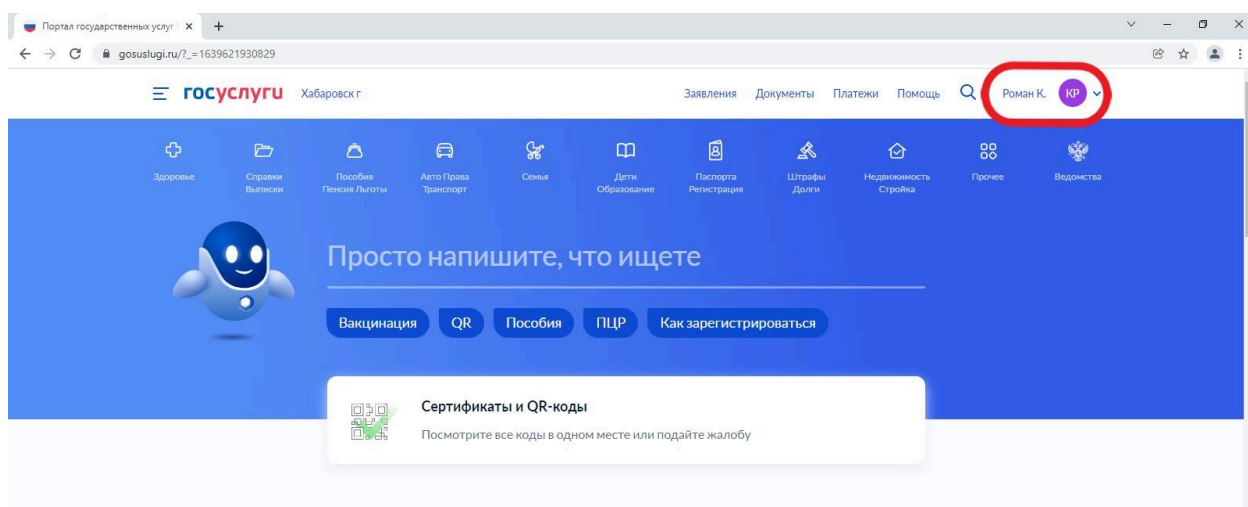 Портал государственных услуг
gosuslugi.ru/?_=1639621930829
госуслуги Хабаровск г Заявления Документы Платежи Помощь Роман К. КР
Здоровье Справки Пособия Авто Права Семья Дети Паспорта Штрафы Недвижимость Прочее Ведомства
Выписки Пенсия Льготы Транспорт Образование Регистрация Долги Стройка
Просто напишите, что ищете
Вакцинация QR Пособия ПЦР Как зарегистрироваться
Сертификаты и QR-коды
Посмотрите все коды в одном месте или подайте жалобу